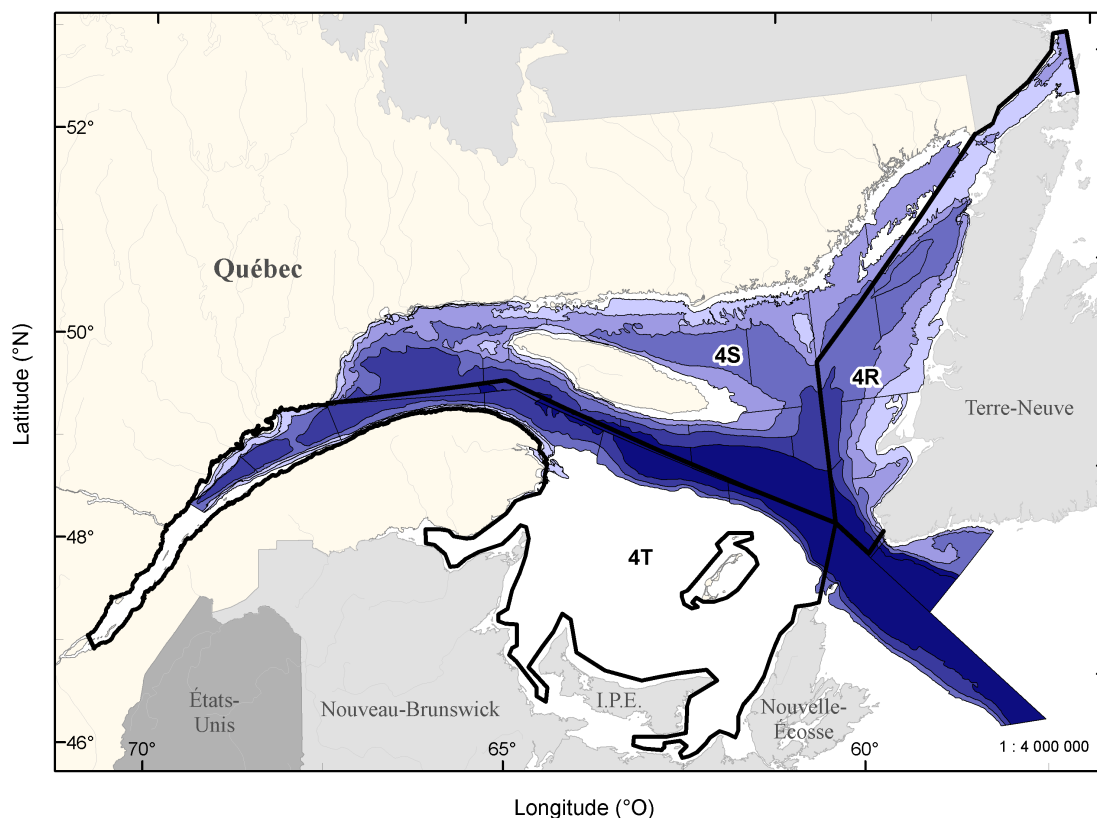 52°
Québec
50°
4S
4R
Latitude (°N)
Terre-Neuve
48°
4T
États-
Unis
Nouveau-Brunswick
I.P.E.
Nouvelle-
Écosse
46°
70°
65°
60°
1 : 4 000 000
Longitude (°O)